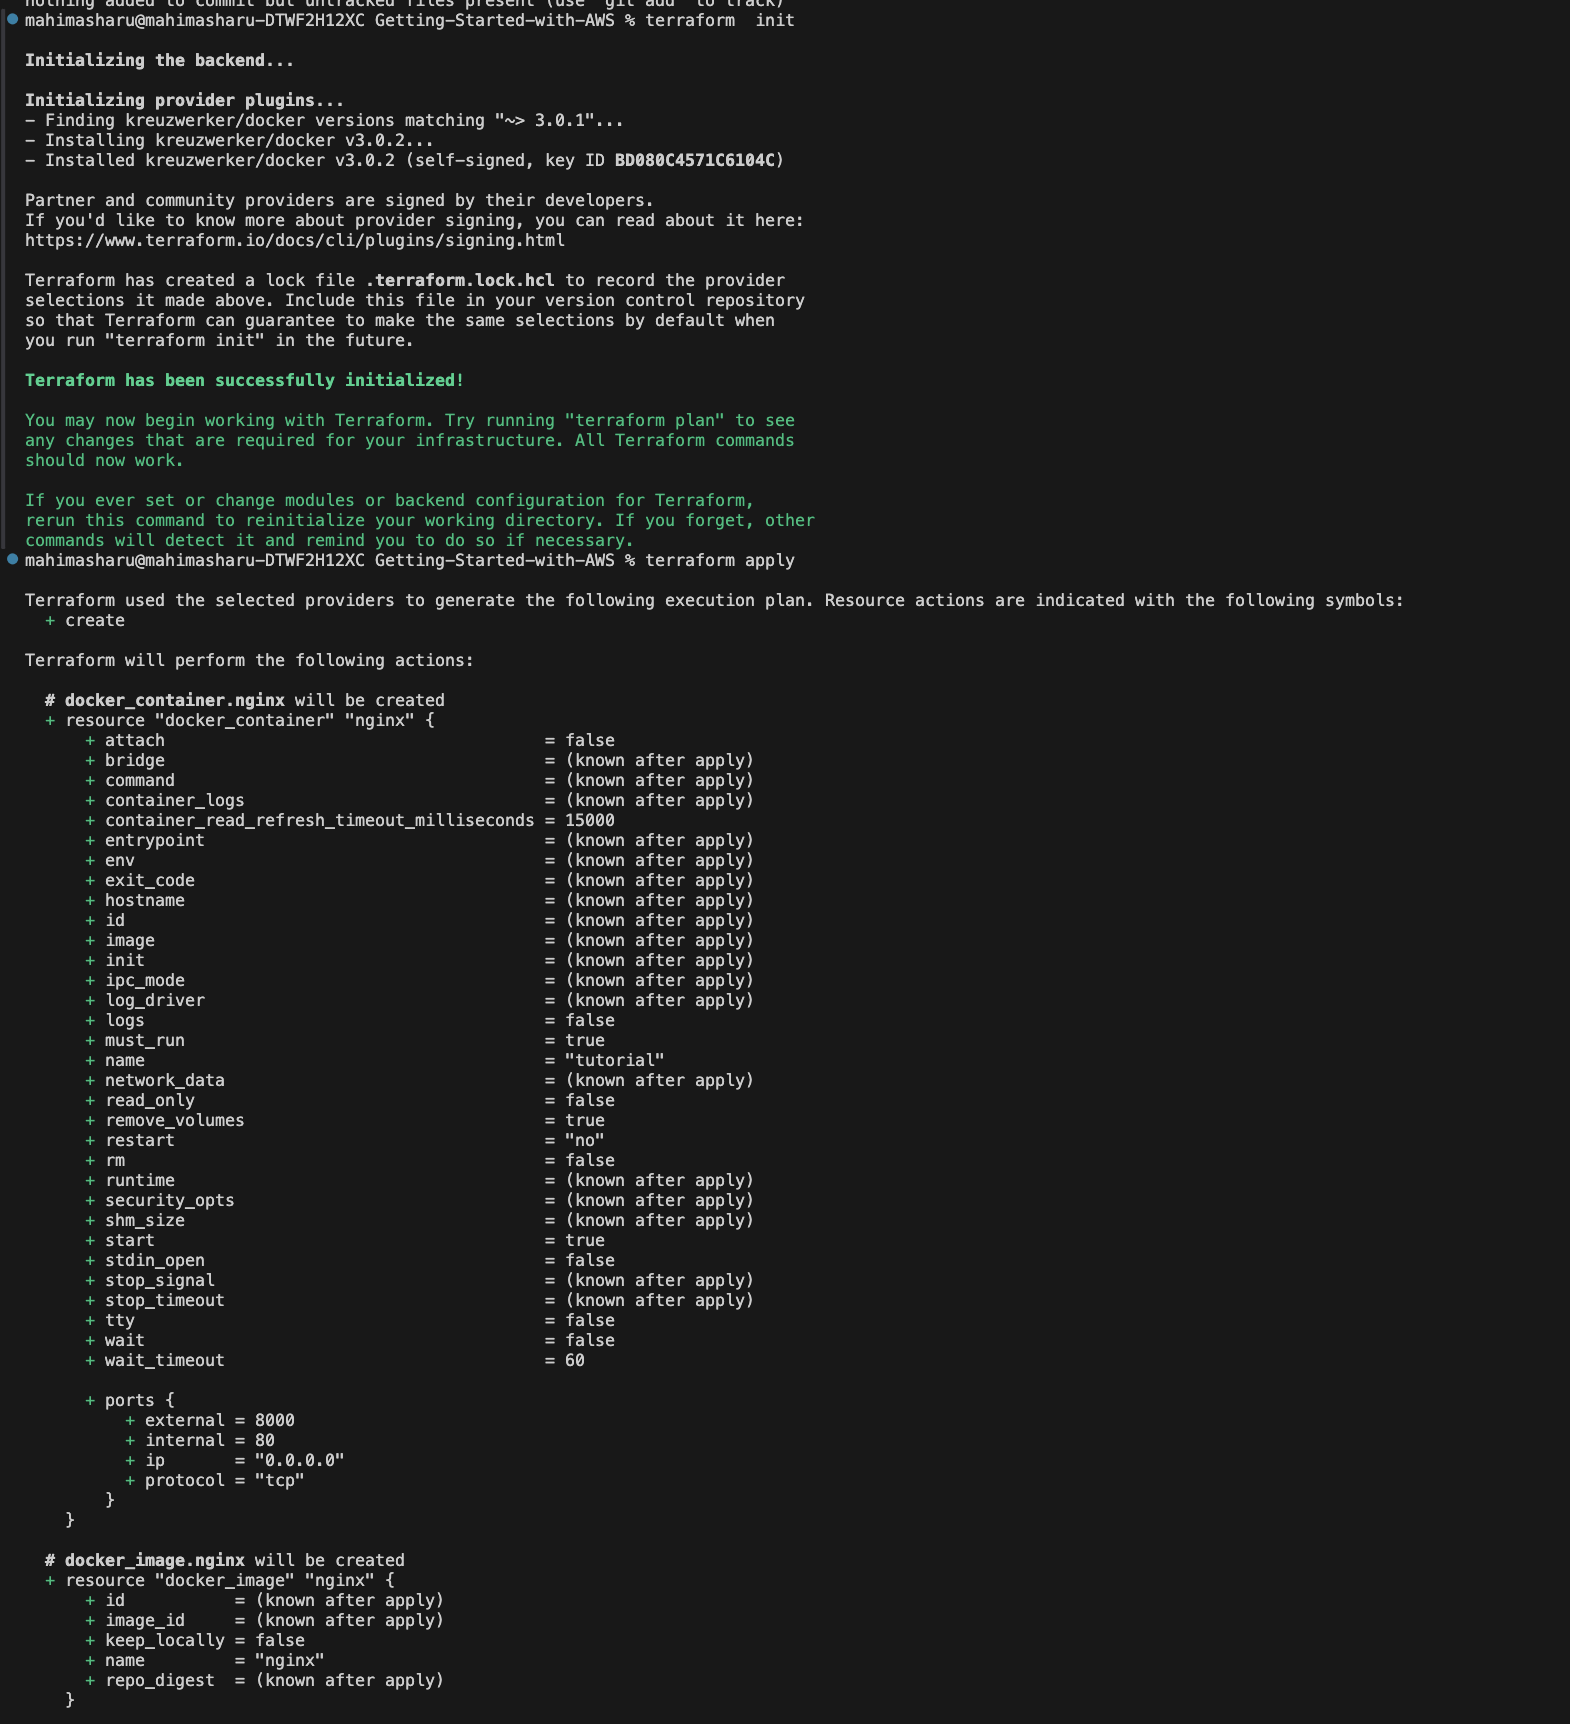 nothing added to commit but untracked files present (use "git add" to track)
mahimasharu@mahimasharu-DTWF2H12XC Getting-Started-with-AWS % terraform  init
Initializing the backend...
Initializing provider plugins...
- Finding kreuzwerker/docker versions matching "~> 3.0.1"...
- Installing kreuzwerker/docker v3.0.2...
- Installed kreuzwerker/docker v3.0.2 (self-signed, key ID BD080C4571C6104C)
Partner and community providers are signed by their developers.
If you'd like to know more about provider signing, you can read about it here:
https://www.terraform.io/docs/cli/plugins/signing.html
Terraform has created a lock file .terraform.lock.hcl to record the provider
selections it made above. Include this file in your version control repository
so that Terraform can guarantee to make the same selections by default when
you run "terraform init" in the future.
Terraform has been successfully initialized!
You may now begin working with Terraform. Try running "terraform plan" to see
any changes that are required for your infrastructure. All Terraform commands
should now work.
If you ever set or change modules or backend configuration for Terraform,
rerun this command to reinitialize your working directory. If you forget, other
commands will detect it and remind you to do so if necessary.
mahimasharu@mahimasharu-DTWF2H12XC Getting-Started-with-AWS % terraform apply
Terraform used the selected providers to generate the following execution plan. Resource actions are indicated with the following symbols:
  + create
Terraform will perform the following actions:
  # docker_container.nginx will be created
  + resource "docker_container" "nginx" {
      + attach                                      = false
      + bridge                                      = (known after apply)
      + command                                     = (known after apply)
      + container_logs                              = (known after apply)
      + container_read_refresh_timeout_milliseconds = 15000
      + entrypoint                                  = (known after apply)
      + env                                         = (known after apply)
      + exit_code                                   = (known after apply)
      + hostname                                    = (known after apply)
      + id                                          = (known after apply)
      + image                                       = (known after apply)
      + init                                        = (known after apply)
      + ipc_mode                                    = (known after apply)
      + log_driver                                  = (known after apply)
      + logs                                        = false
      + must_run                                    = true
      + name                                        = "tutorial"
      + network_data                                = (known after apply)
      + read_only                                   = false
      + remove_volumes                              = true
      + restart                                     = "no"
      + rm                                          = false
      + runtime                                     = (known after apply)
      + security_opts                               = (known after apply)
      + shm_size                                    = (known after apply)
      + start                                       = true
      + stdin_open                                  = false
      + stop_signal                                 = (known after apply)
      + stop_timeout                                = (known after apply)
      + tty                                         = false
      + wait                                        = false
      + wait_timeout                                = 60
      + ports {
          + external = 8000
          + internal = 80
          + ip       = "0.0.0.0"
          + protocol = "tcp"
        }
    }
  # docker_image.nginx will be created
  + resource "docker_image" "nginx" {
      + id           = (known after apply)
      + image_id     = (known after apply)
      + keep_locally = false
      + name         = "nginx"
      + repo_digest  = (known after apply)
    }